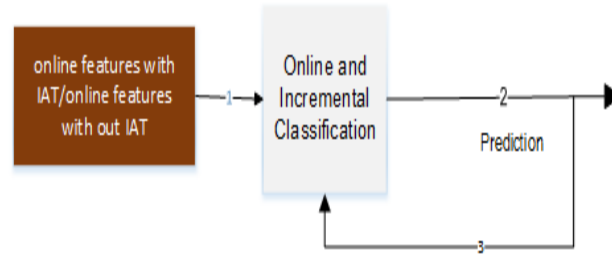 online features with
IAT/online features
with out IAT
1
Online and
Incremental
Classification
2
Prediction
3